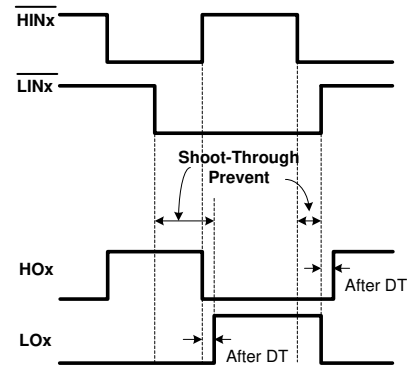 HINx
LINx
Shoot-Through
Prevent
HOx
After DT
LOx
After DT